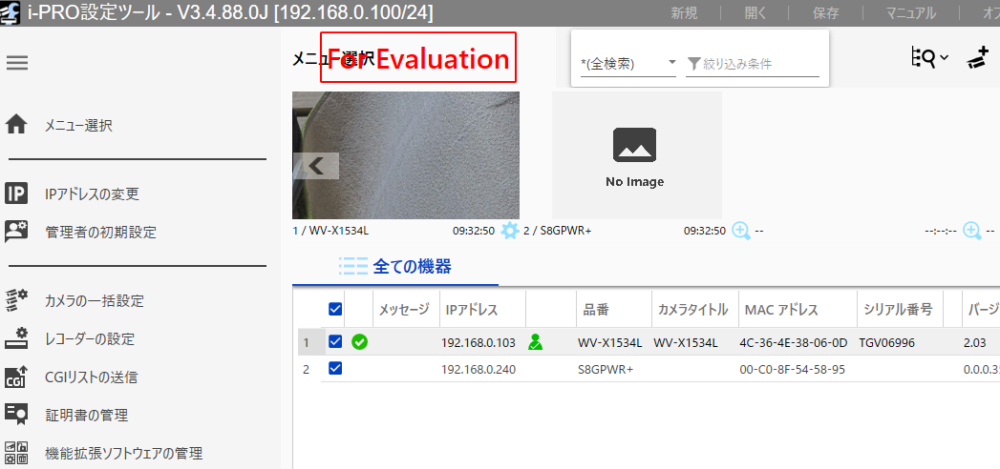 i-PRO設定ツール - V3.4.88.0J [192.168.0.100/24]
新規 開く 保存 マニュアル オフ
メニュー選択
For Evaluation
*(全検索) 絞り込み条件
メニュー選択
IPアドレスの変更
管理者の初期設定
カメラの一括設定
レコーダーの設定
CGIリストの送信
証明書の管理
機能拡張ソフトウェアの管理
No Image
1 / WV-X1534L 09:32:50 2 / S8GPWR+ 09:32:50 -- --:--:-- --
全ての機器
メッセージ IPアドレス 品番 カメラタイトル MAC アドレス シリアル番号 バージ
1 192.168.0.103 WV-X1534L WV-X1534L 4C-36-4E-38-06-0D TGV06996 2.03
2 192.168.0.240 S8GPWR+ 00-C0-8F-54-58-95 0.0.0.3